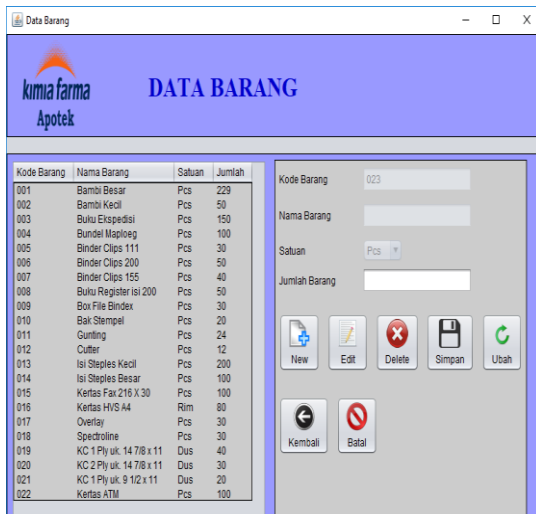 Data Barang
kimia farma
Apotek
DATA BARANG
Kode Barang Nama Barang Satuan Jumlah
001 Bambi Besar Pcs 229
002 Bambi Kecil Pcs 50
003 Buku Ekspedisi Pcs 150
004 Bundel Maploeg Pcs 100
005 Binder Clips 111 Pcs 30
006 Binder Clips 200 Pcs 50
007 Binder Clips 155 Pcs 40
008 Buku Register isi 200 Pcs 50
009 Box File Bindex Pcs 30
010 Bak Stempel Pcs 20
011 Gunting Pcs 24
012 Cutter Pcs 12
013 Isi Steples Kecil Pcs 200
014 Isi Steples Besar Pcs 100
015 Kertas Fax 216 X 30 Pcs 100
016 Kertas HVS A4 Rim 80
017 Overlay Pcs 30
018 Spectroline Pcs 30
019 KC 1 Ply uk. 14 7/8 x 11 Dus 40
020 KC 2 Ply uk. 14 7/8 x 11 Dus 30
021 KC 1 Ply uk. 9 1/2 x 11 Dus 20
022 Kertas ATM Pcs 100
Kode Barang 023
Nama Barang
Satuan Pcs
Jumlah Barang
New Edit Delete Simpan Ubah
Kembali Batal